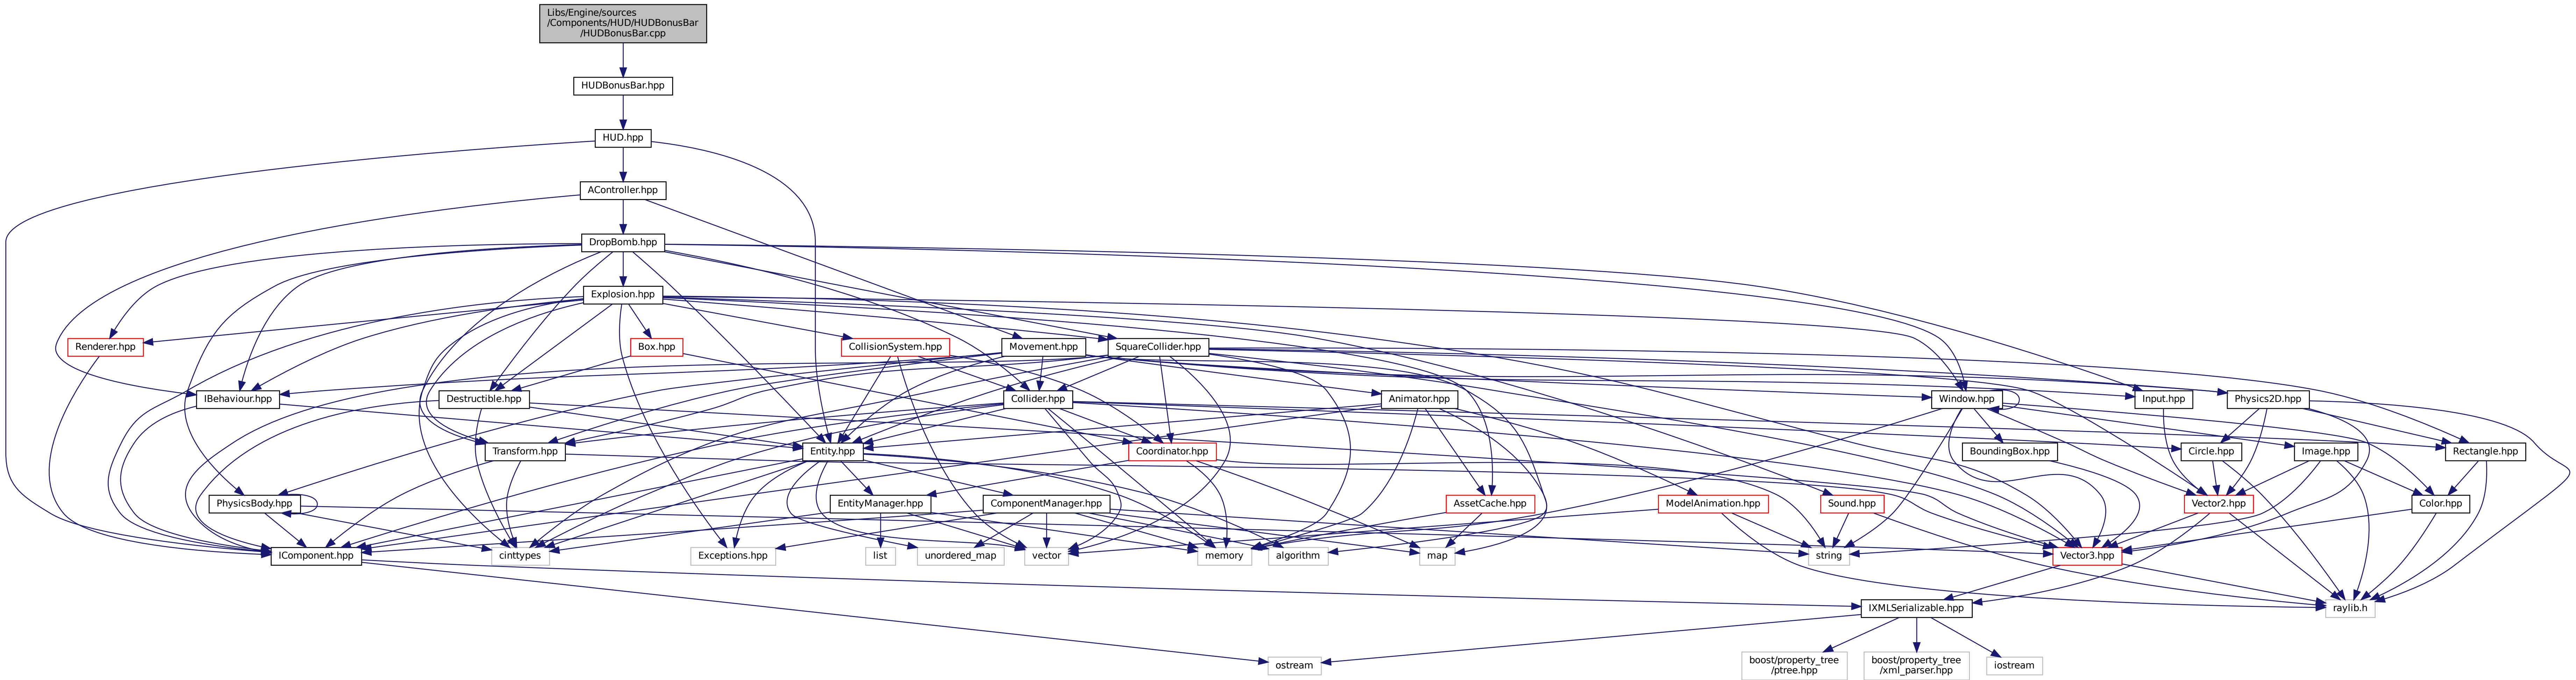 Libs/Engine/sources
/Components/HUD/HUDBonusBar
/HUDBonusBar.cpp
HUDBonusBar.hpp
HUD.hpp
AController.hpp
DropBomb.hpp
Explosion.hpp
Renderer.hpp
Box.hpp
CollisionSystem.hpp
Movement.hpp
SquareCollider.hpp
IBehaviour.hpp
Destructible.hpp
Collider.hpp
Animator.hpp
Window.hpp
Input.hpp
Physics2D.hpp
Transform.hpp
Entity.hpp
Coordinator.hpp
BoundingBox.hpp
Circle.hpp
Image.hpp
Rectangle.hpp
PhysicsBody.hpp
EntityManager.hpp
ComponentManager.hpp
AssetCache.hpp
ModelAnimation.hpp
Sound.hpp
Vector2.hpp
Color.hpp
IComponent.hpp
cinttypes
Exceptions.hpp
list
unordered_map
vector
memory
algorithm
map
string
Vector3.hpp
IXMLSerializable.hpp
raylib.h
ostream
boost/property_tree
/ptree.hpp
boost/property_tree
/xml_parser.hpp
iostream